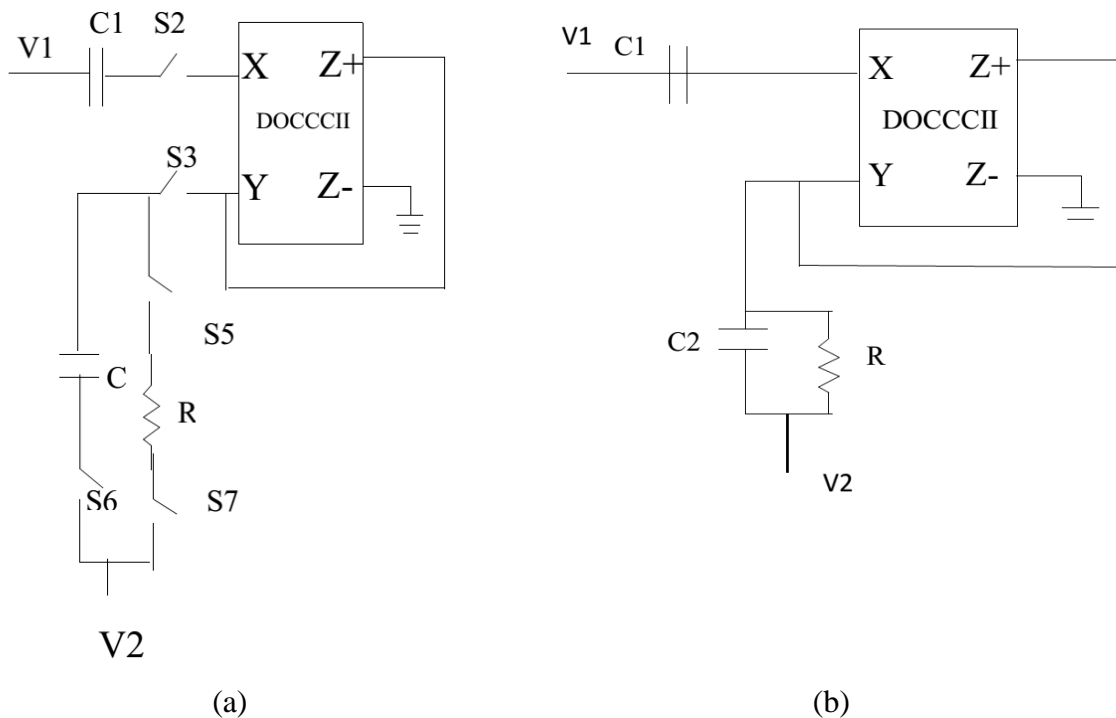 V1
C1
S2
X
Z+
DOCCCII
S3
Y
Z-
S5
C
R
S6
S7
V2
(a)
V1
C1
X
Z+
DOCCCII
Y
Z-
C2
R
V2
(b)